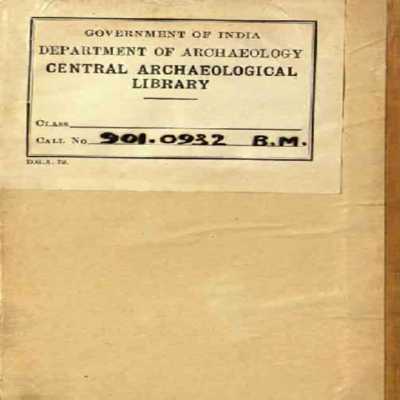 GOVERNMENT OF INDIA
DEPARTMENT OF ARCHAEOLOGY
CENTRAL ARCHAEOLOGICAL
LIBRARY
CLASS
CALL No 901.0932 B.M.
D.G.A. 79.